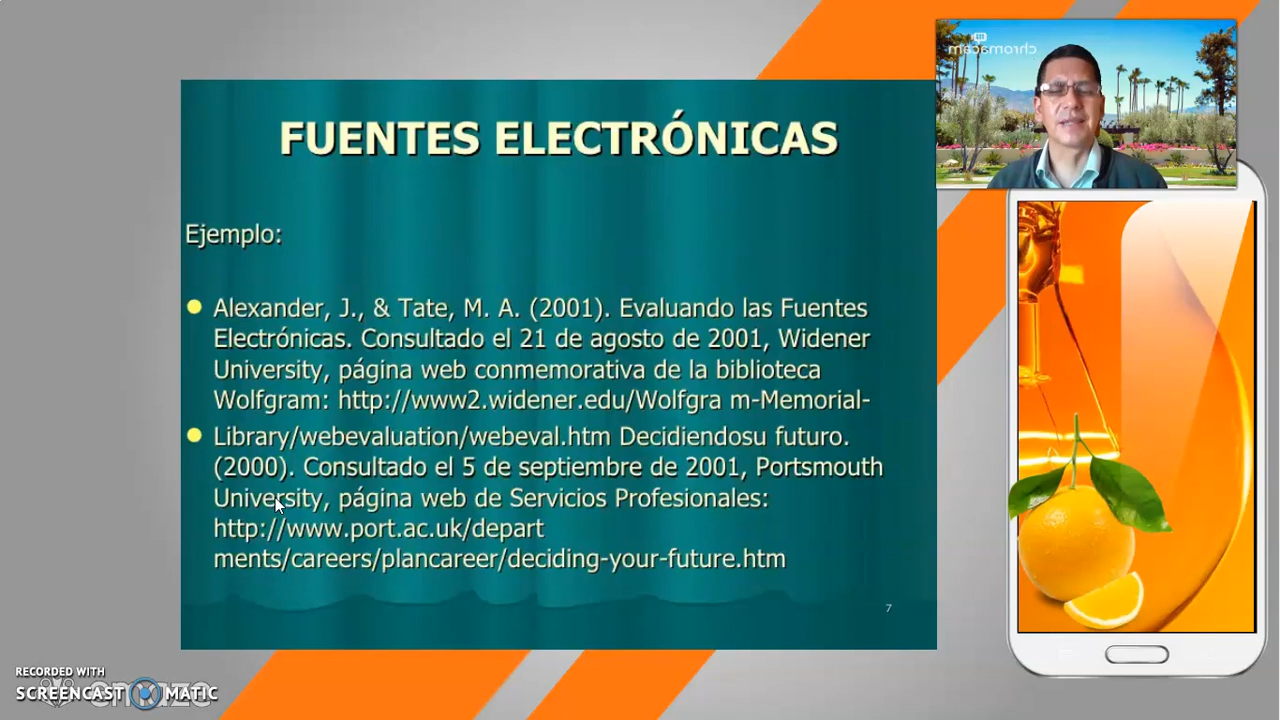 chromacam
FUENTES ELECTRÓNICAS
Ejemplo:
Alexander, J., & Tate, M. A. (2001). Evaluando las Fuentes
Electrónicas. Consultado el 21 de agosto de 2001, Widener
University, página web conmemorativa de la biblioteca
Wolfgram: http://www2.widener.edu/Wolfgra m-Memorial-
Library/webevaluation/webeval.htm Decidiendosu futuro.
(2000). Consultado el 5 de septiembre de 2001, Portsmouth
University, página web de Servicios Profesionales:
http://www.port.ac.uk/depart
ments/careers/plancareer/deciding-your-future.htm
7
RECORDED WITH
SCREENCAST MATIC
emaze